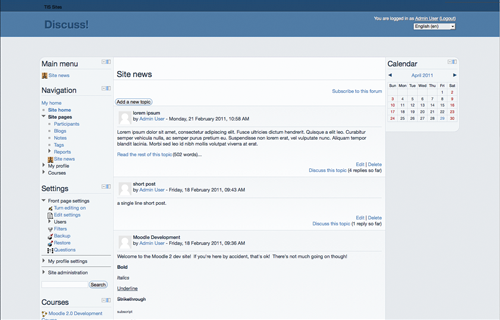 TG Site
Discuss!
You are logged in as Admin User (Logout)
English (en)
Main menu
Site news
Navigation
My home
Site home
Site pages
Participants
Blogs
Notes
Tags
Reports
Site news
My profile
Courses
Settings
Front page settings
Turn editing on
Edit settings
Users
Filters
Backup
Restore
Questions
My profile settings
Site administration
Search
Courses
Moodle 2.0 Development
Site news
Subscribe to this forum
Add a new topic
lorem ipsum
by Admin User - Monday, 21 February 2011, 10:58 AM
Lorem ipsum dolor sit amet, consectetur adipiscing elit. Fusce ultricies dictum hendrerit. Quisque a elit leo. Curabitur
semper vehicula nulla, ac semper purus pretium eu. Suspendisse non lorem erat, vel vulputate nunc. Aliquam tempor
blandit lacinia. Morbi sed leo id nibh mollis volutpat viverra at erat.
Read the rest of this topic (502 words)...
Edit | Delete
Discuss this topic (4 replies so far)
short post
by Admin User - Friday, 18 February 2011, 09:43 AM
a single line short post.
Edit | Delete
Discuss this topic (1 reply so far)
Moodle Development
by Admin User - Friday, 18 February 2011, 09:36 AM
Welcome to the Moodle 2 dev site! If you're here by accident, that's ok! There's not much going on though!
Bold
Italics
Underline
Strikethrough
subscript
Calendar
April 2011
Sun Mon Tue Wed Thu Fri Sat
1 2
3 4 5 6 7 8 9
10 11 12 13 14 15 16
17 18 19 20 21 22 23
24 25 26 27 28 29 30